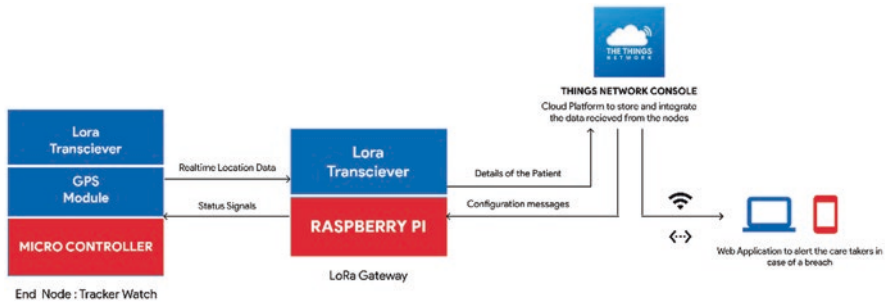 THE THINGS
NETWORK
THINGS NETWORK CONSOLE
Cloud Platform to store and integrate
the data recieved from the nodes
Lora
Transciever
GPS
Module
MICRO CONTROLLER
End Node : Tracker Watch
Realtime Location Data
Status Signals
Lora
Transciever
RASPBERRY PI
LoRa Gateway
Details of the Patient
Configuration messages
Web Application to alert the care takers in
case of a breach